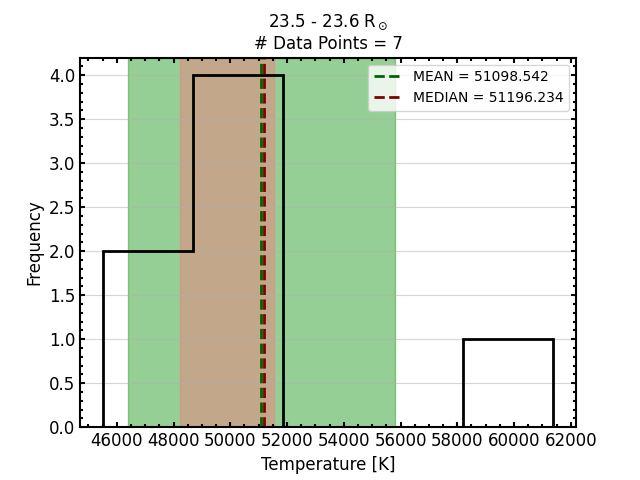 23.5 - 23.6 R⊙
# Data Points = 7
MEAN = 51098.542
MEDIAN = 51196.234
4.0
3.5
3.0
2.5
2.0
1.5
1.0
0.5
0.0
Frequency
46000 48000 50000 52000 54000 56000 58000 60000 62000
Temperature [K]